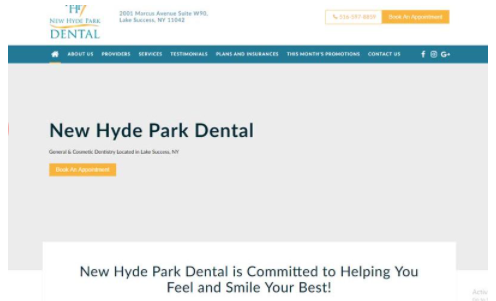 NEW HYDE PARK
DENTAL
2001 Marcus Avenue Suite W90,
Lake Success, NY 11042
Book An Appointment
ABOUT US PROVIDERS SERVICES TESTIMONIALS PLANS AND INSURANCES THIS MONTH'S PROMOTIONS CONTACT US
New Hyde Park Dental
General & Cosmetic Dentistry Located in Lake Success, NY
Book An Appointment
New Hyde Park Dental is Committed to Helping You
Feel and Smile Your Best!